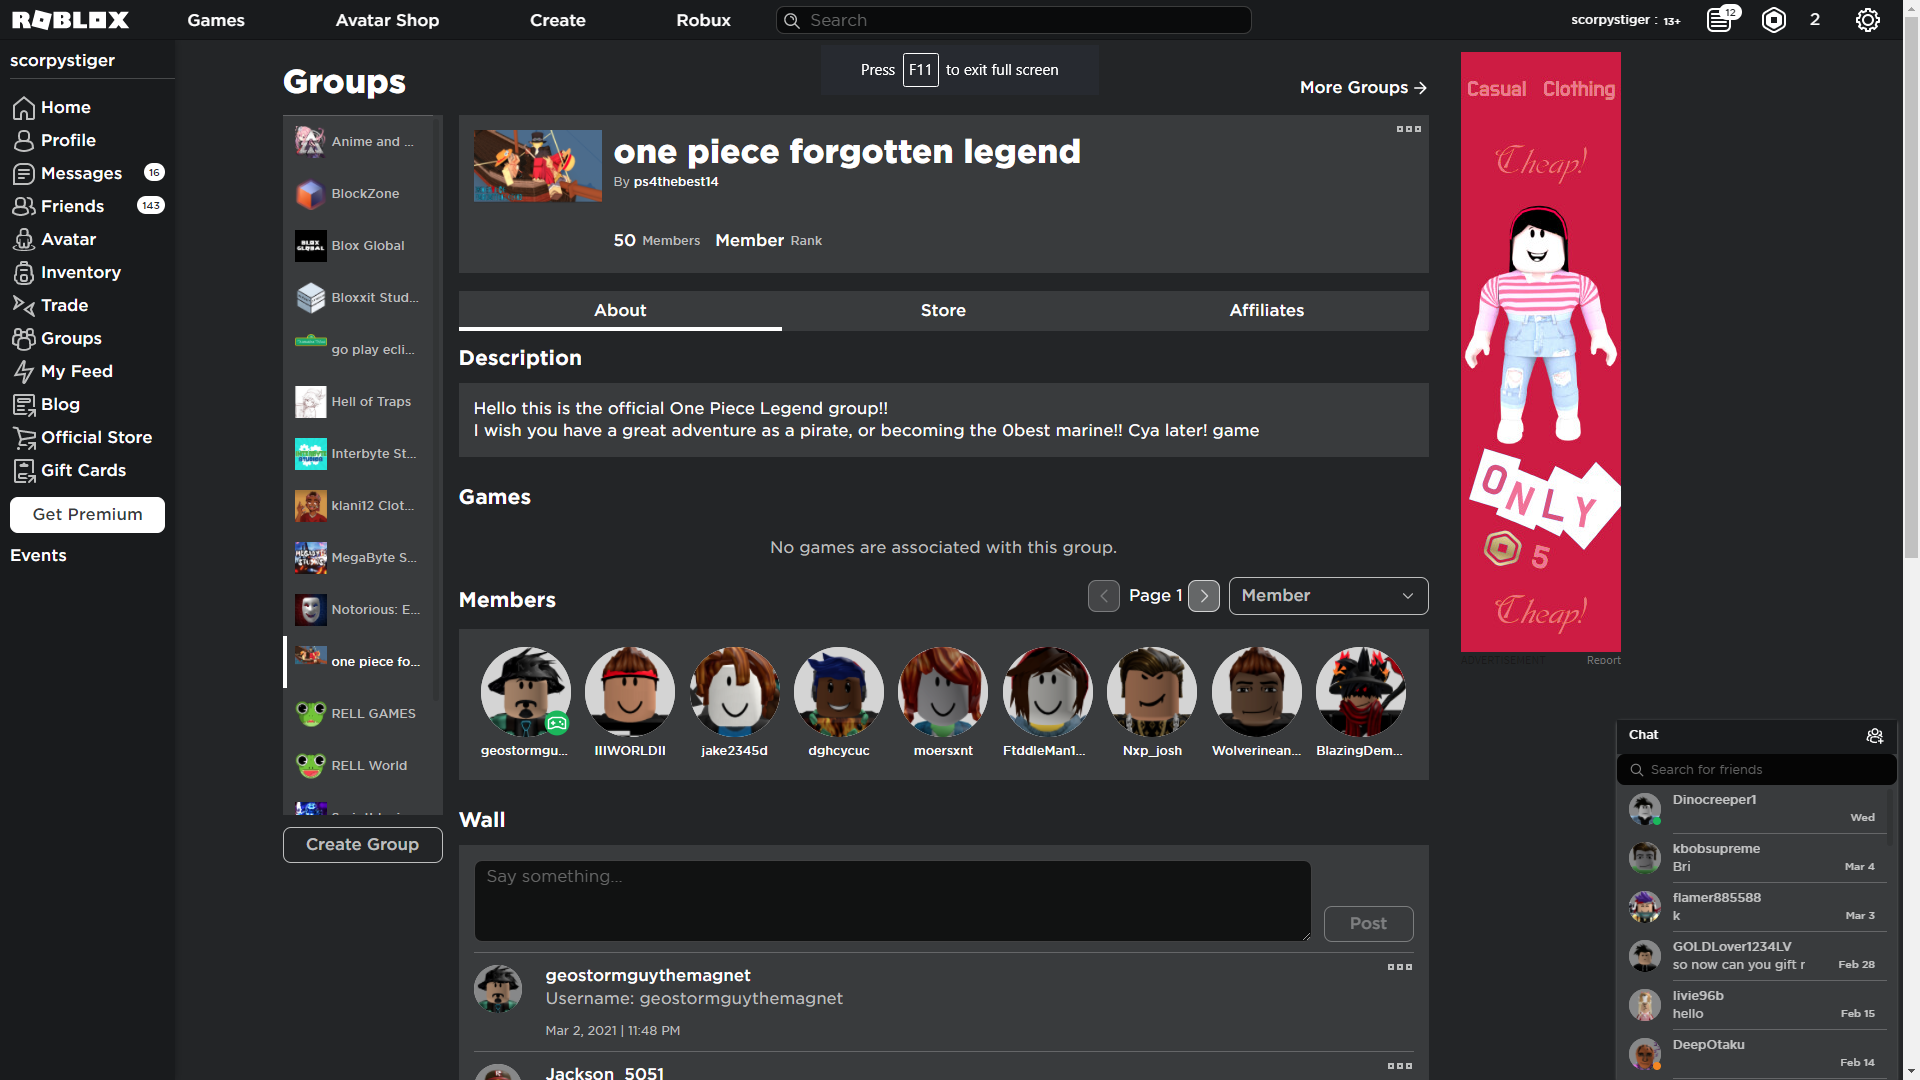 ROBLOX
Games
Avatar Shop
Create
Robux
Search
scorpystiger : 13+
12
2
Press F11 to exit full screen
scorpystiger
Home
Profile
Messages 16
Friends 143
Avatar
Inventory
Trade
Groups
My Feed
Blog
Official Store
Gift Cards
Get Premium
Events
Groups
More Groups
Anime and ...
BlockZone
Blox Global
Bloxxit Stud...
go play ecli...
Hell of Traps
Interbyte St...
klani12 Clot...
MegaByte S...
Notorious: E...
one piece fo...
RELL GAMES
RELL World
Create Group
one piece forgotten legend
By ps4thebest14
50 Members Member Rank
About
Store
Affiliates
Description
Hello this is the official One Piece Legend group!!
I wish you have a great adventure as a pirate, or becoming the 0best marine!! Cya later! game
Games
No games are associated with this group.
Members
Page 1
Member
geostormgu...
IIIWORLDII
jake2345d
dghcycuc
moersxnt
FtddleMan1...
Nxp_josh
Wolverinean...
BlazingDem...
Wall
Say something...
Post
geostormguythemagnet
Username: geostormguythemagnet
Mar 2, 2021 | 11:48 PM
Jackson_5051
Casual Clothing
Cheap!
ONLY
5
Cheap!
ADVERTISEMENT
Report
Chat
Search for friends
Dinocreeper1
Wed
kbobsupreme
Bri
Mar 4
flamer885588
k
Mar 3
GOLDLover1234LV
so now can you gift r
Feb 28
livie96b
hello
Feb 15
DeepOtaku
Feb 14